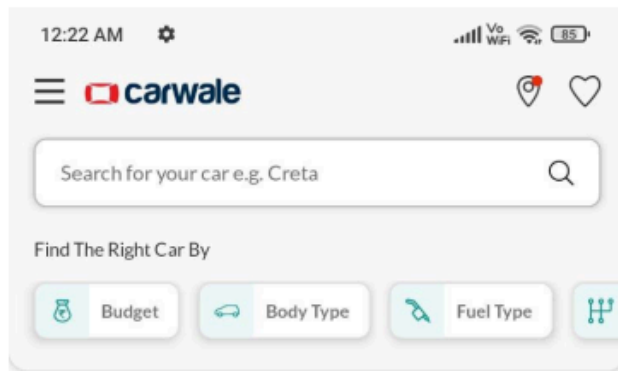 12:22 AM Vo WiFi 85
carwale
Search for your car e.g. Creta
Find The Right Car By
Budget Body Type Fuel Type